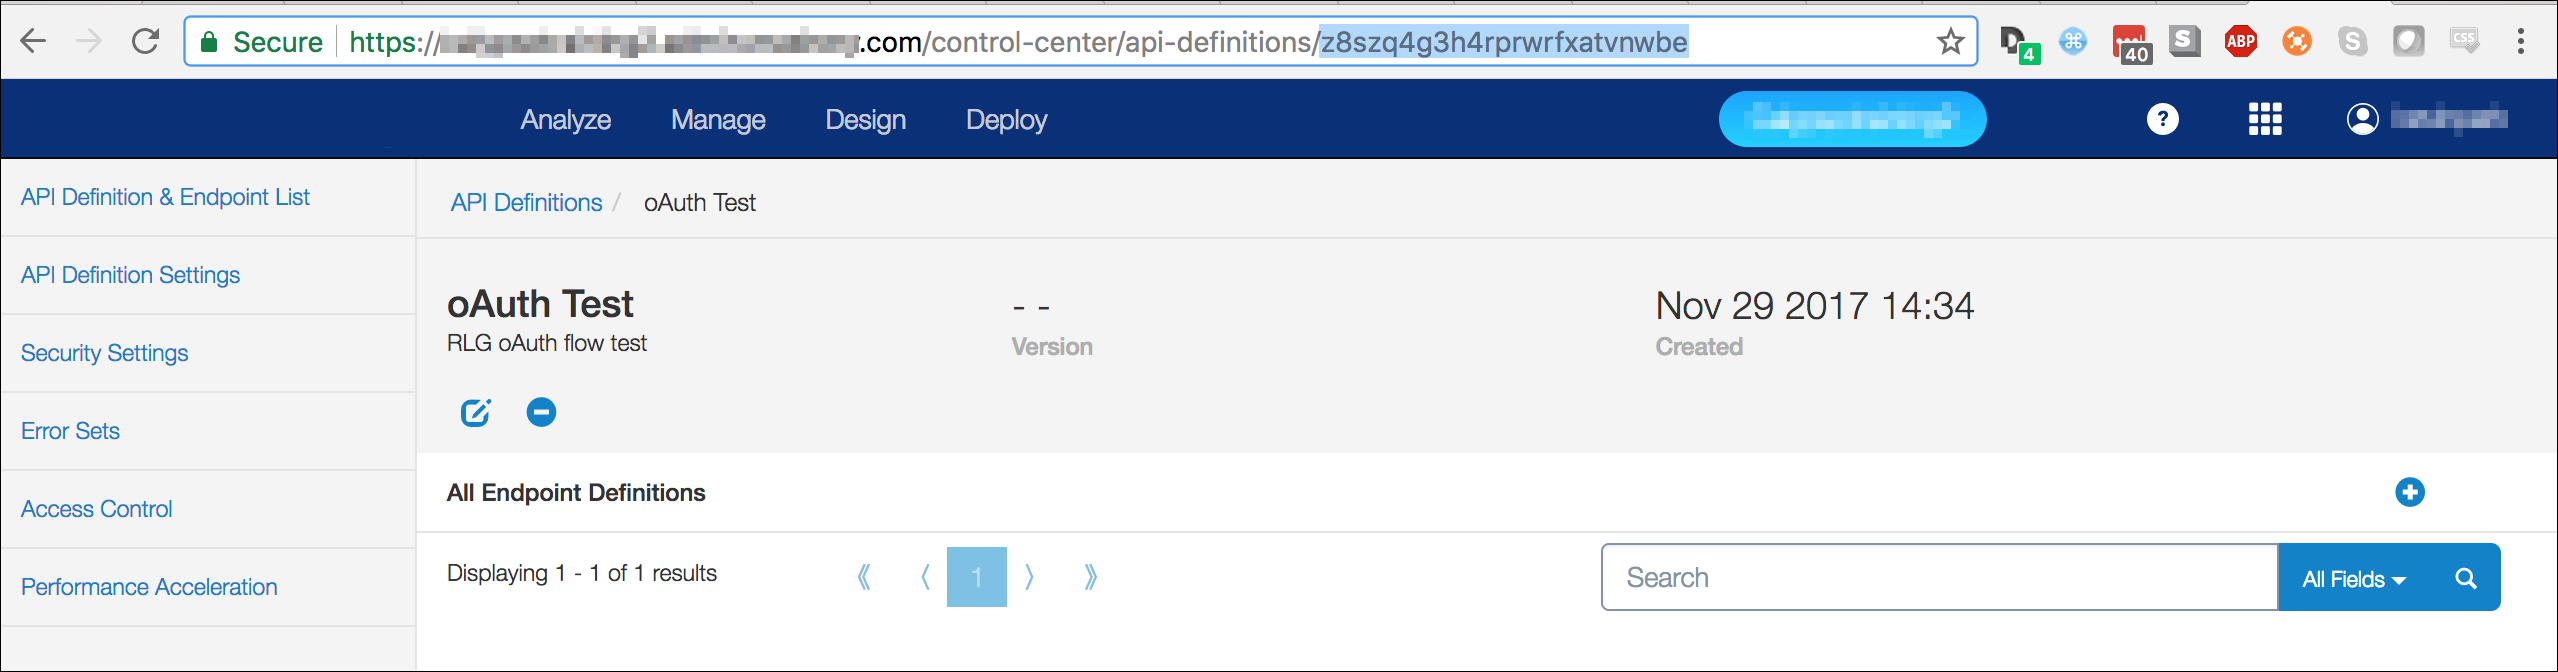 Secure https:// .com/control-center/api-definitions/z8szq4g3h4rprwrfxatvnwbe
4
40
S
ABP
S
CSS
Analyze Manage Design Deploy
?
API Definition & Endpoint List
API Definition Settings
Security Settings
Error Sets
Access Control
Performance Acceleration
API Definitions / oAuth Test
oAuth Test
RLG oAuth flow test
- -
Version
Nov 29 2017 14:34
Created
All Endpoint Definitions
Displaying 1 - 1 of 1 results
《 〈 1 〉 》
Search
All Fields